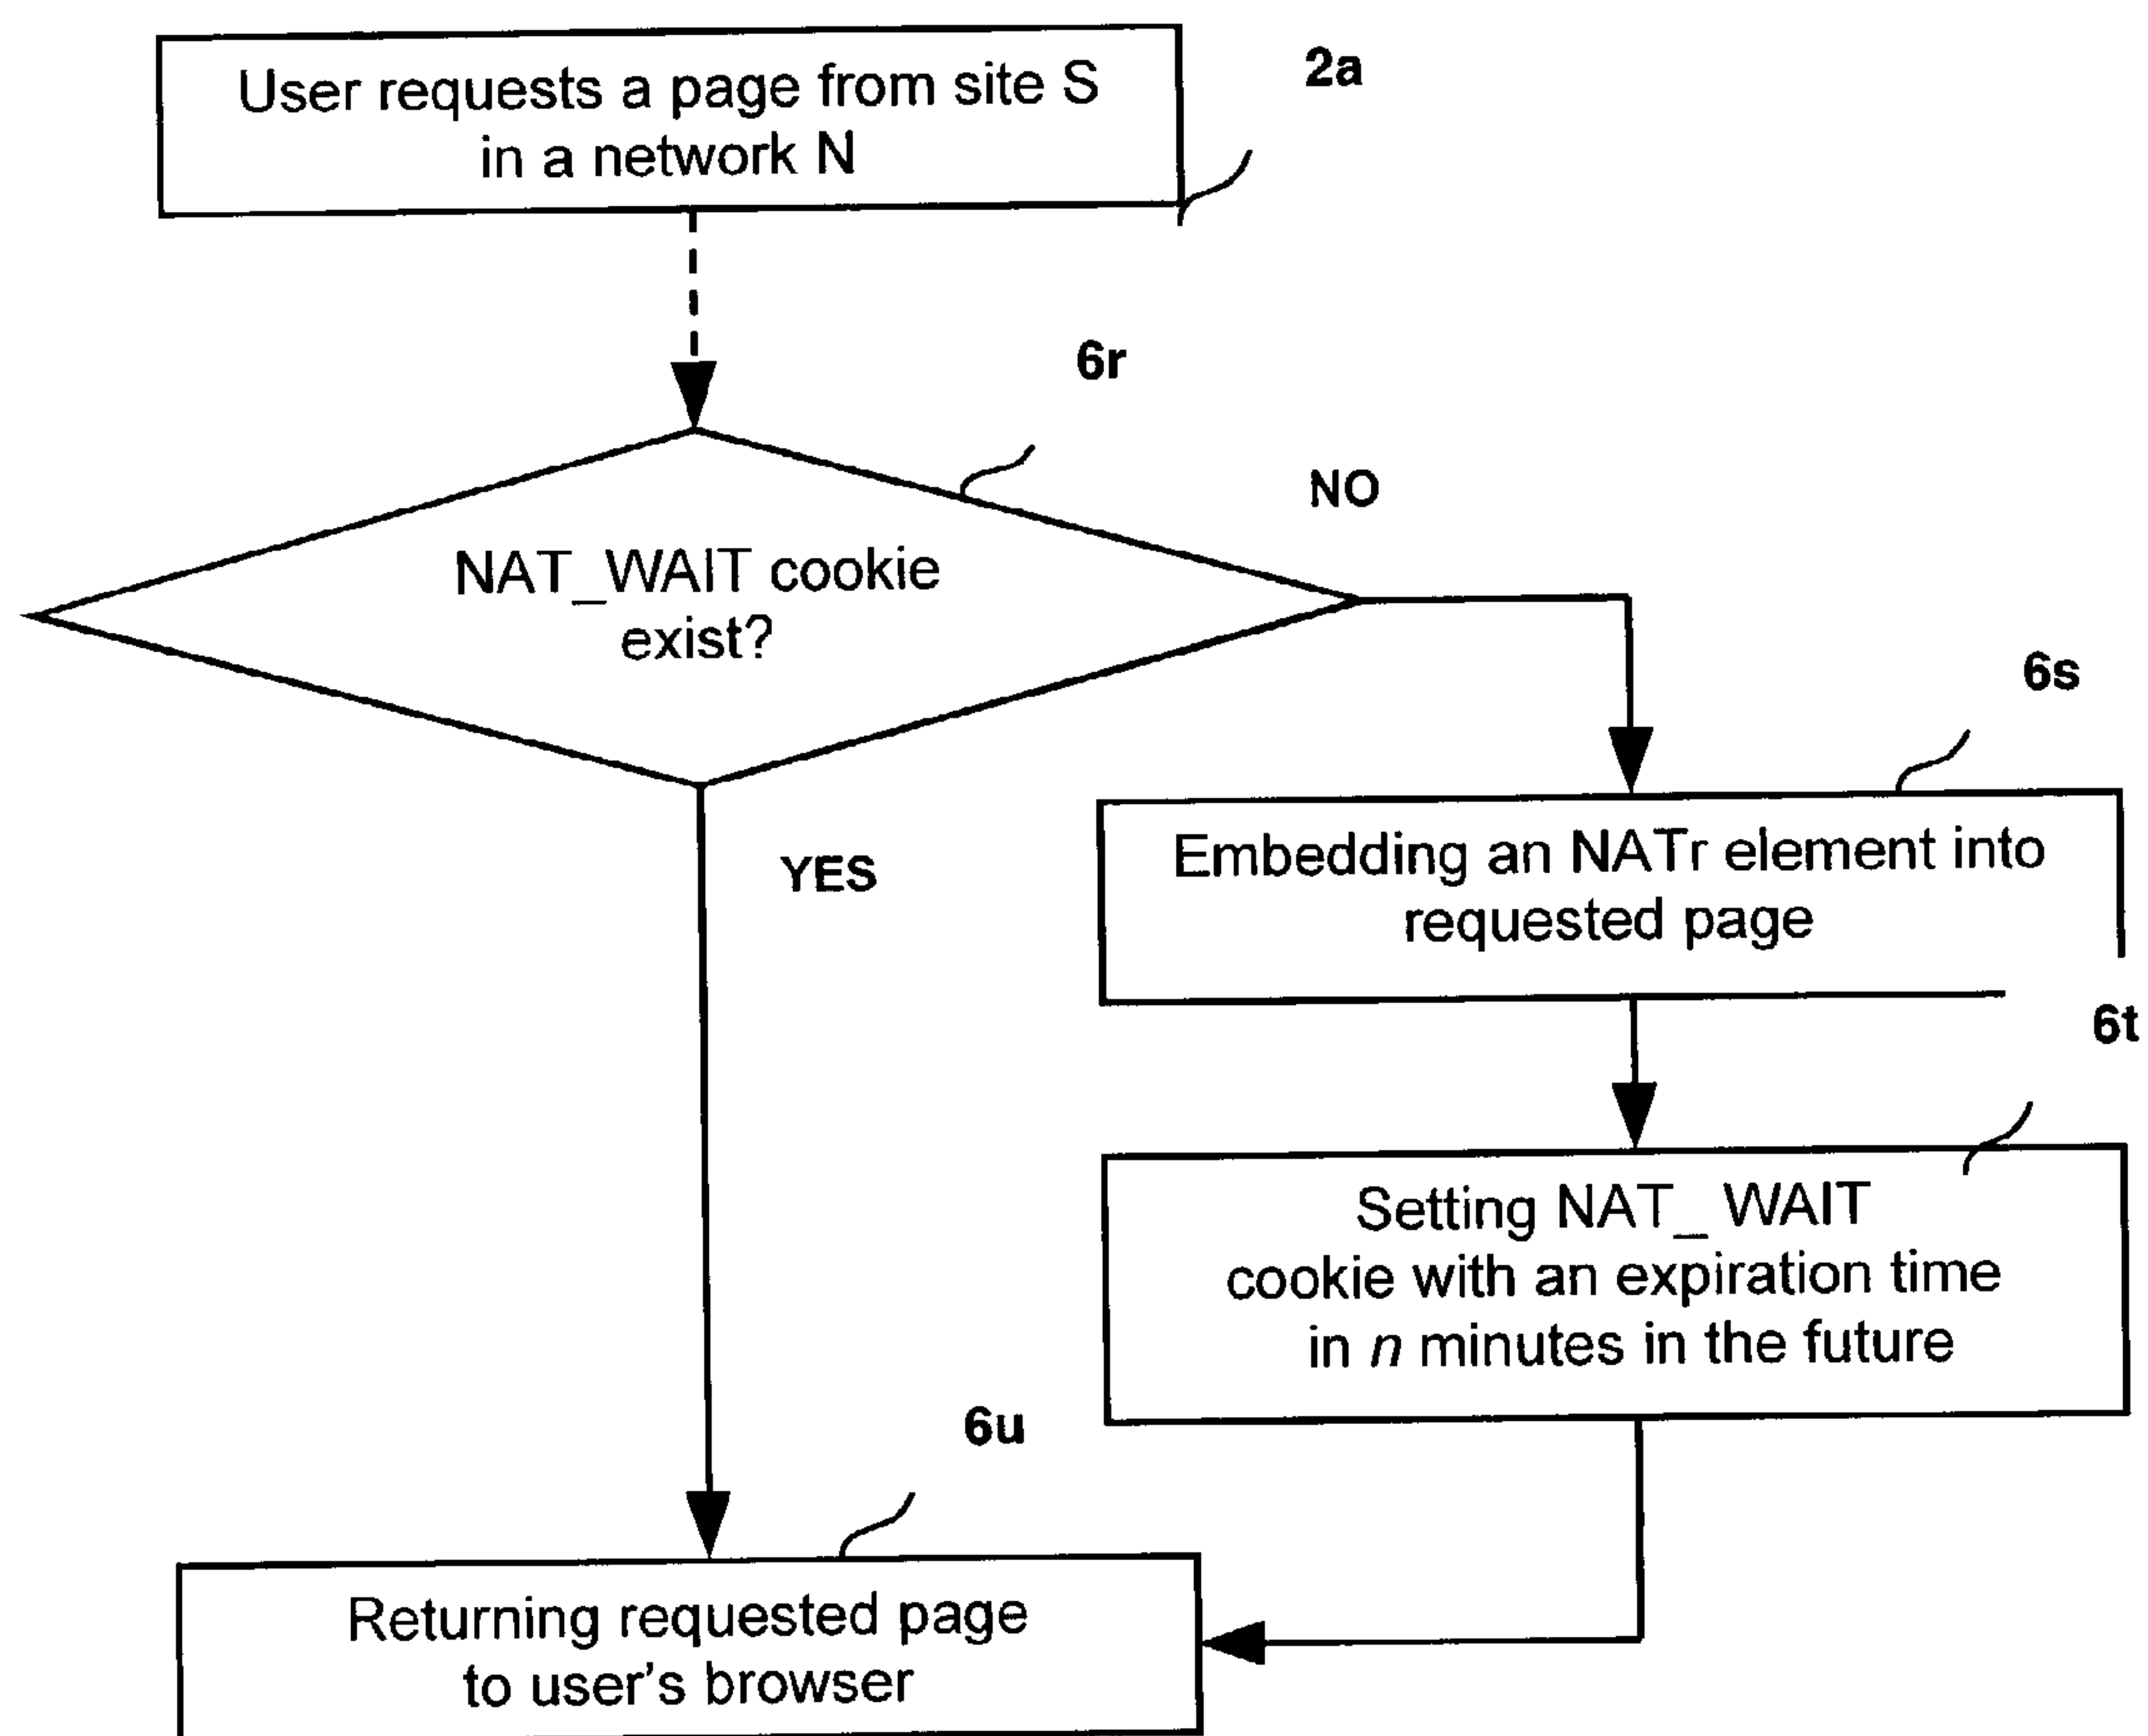 User requests a page from site S
in a network N
2a
6r
NO
NAT_WAIT cookie
exist?
YES
6s
Embedding an NATr element into
requested page
6t
Setting NAT_ WAIT
cookie with an expiration time
in n minutes in the future
6u
Returning requested page
to user's browser